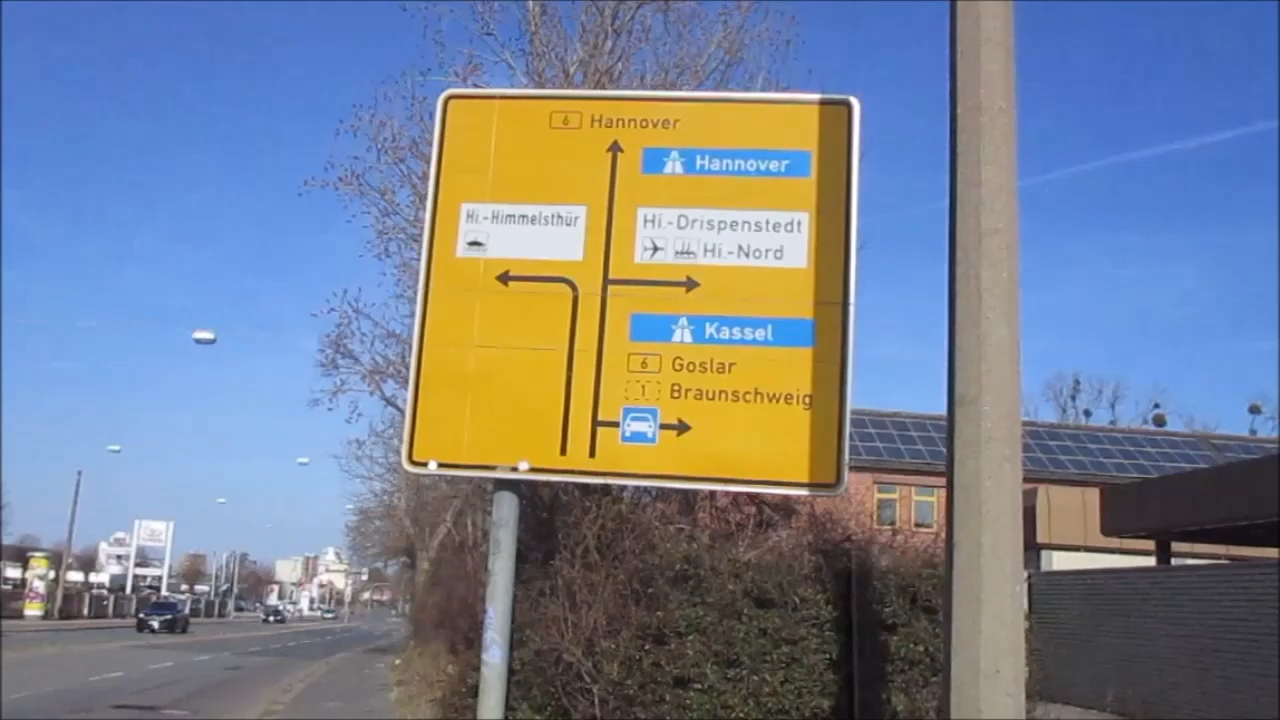 6 Hannover
Hannover
Hi.-Himmelsthür
Hi.-Drispenstedt
Hi.-Nord
Kassel
6 Goslar
1 Braunschweig